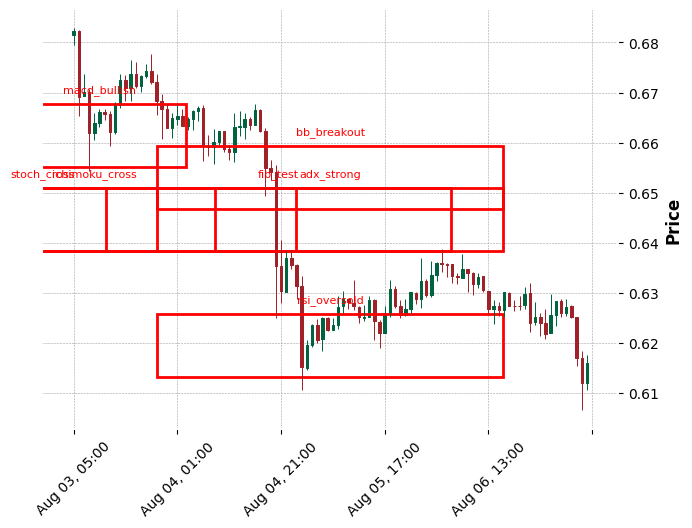 0.68
macd_bullish
0.67
bb_breakout
0.66
stoch_cross
ichimoku_cross
fib_test
adx_strong
0.65
Price
0.64
rsi_oversold
0.63
0.62
0.61
Aug 03, 05:00
Aug 04, 01:00
Aug 04, 21:00
Aug 05, 17:00
Aug 06, 13:00